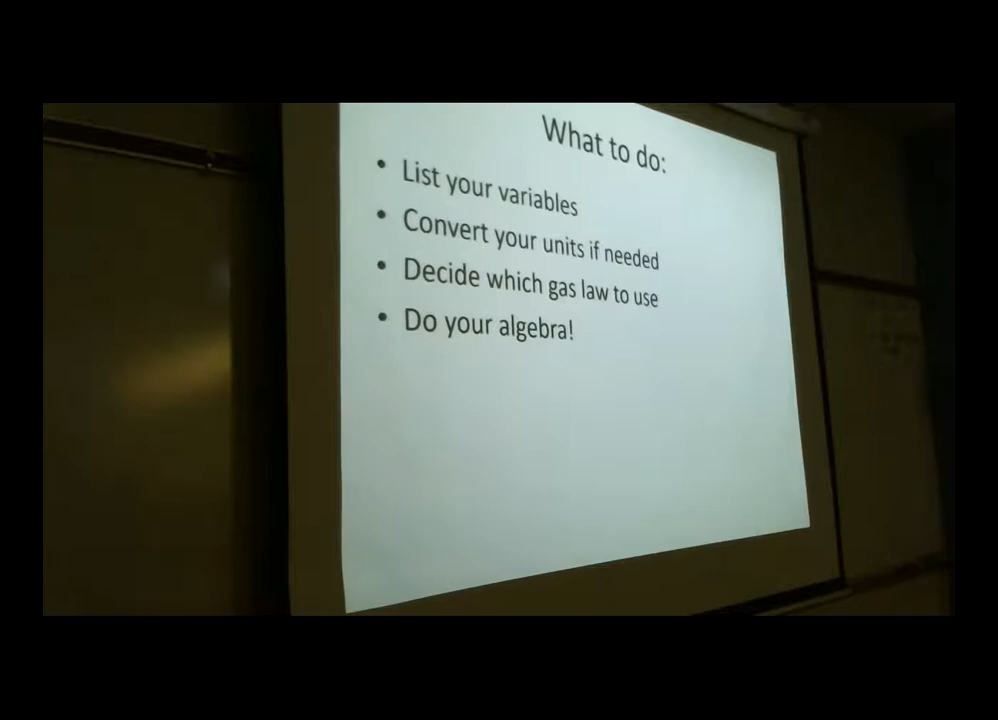 What to do:
• List your variables
• Convert your units if needed
• Decide which gas law to use
• Do your algebra!